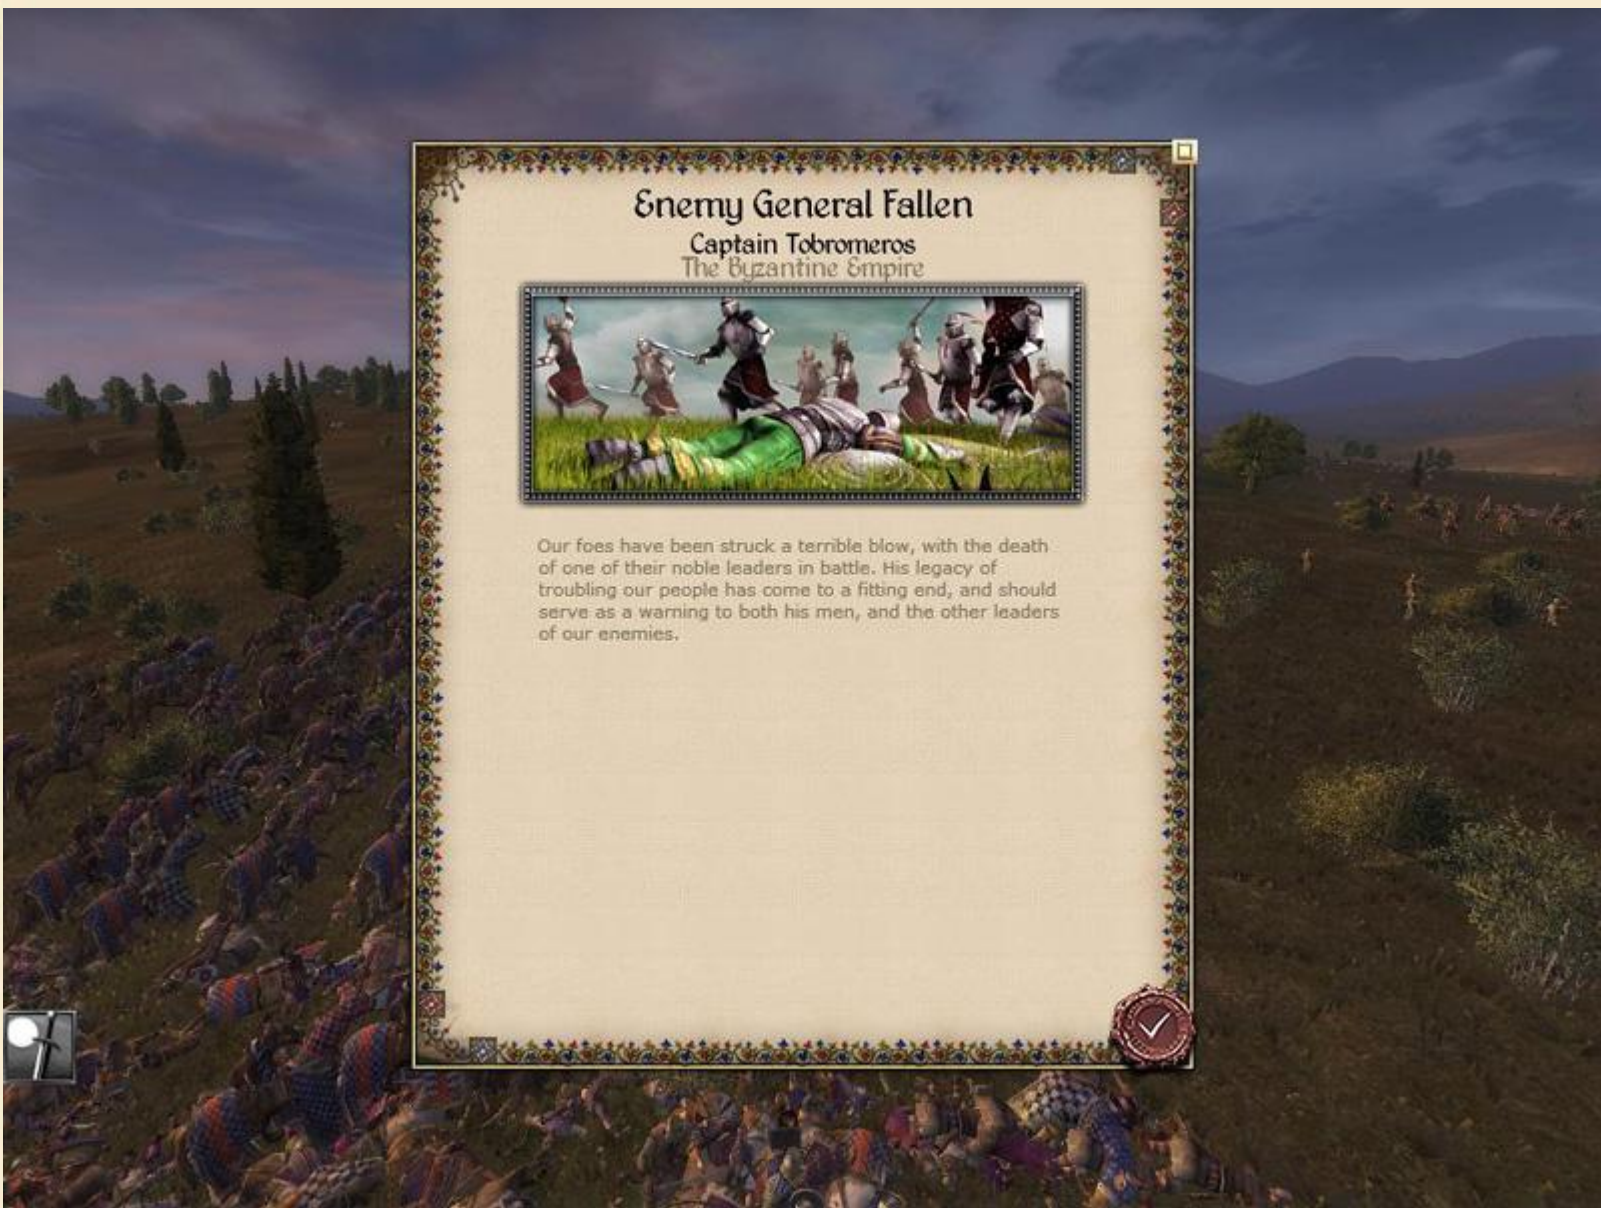 Enemy General Fallen
Captain Tobromeros
The Byzantine Empire
Our foes have been struck a terrible blow, with the death
of one of their noble leaders in battle. His legacy of
troubling our people has come to a fitting end, and should
serve as a warning to both his men, and the other leaders
of our enemies.